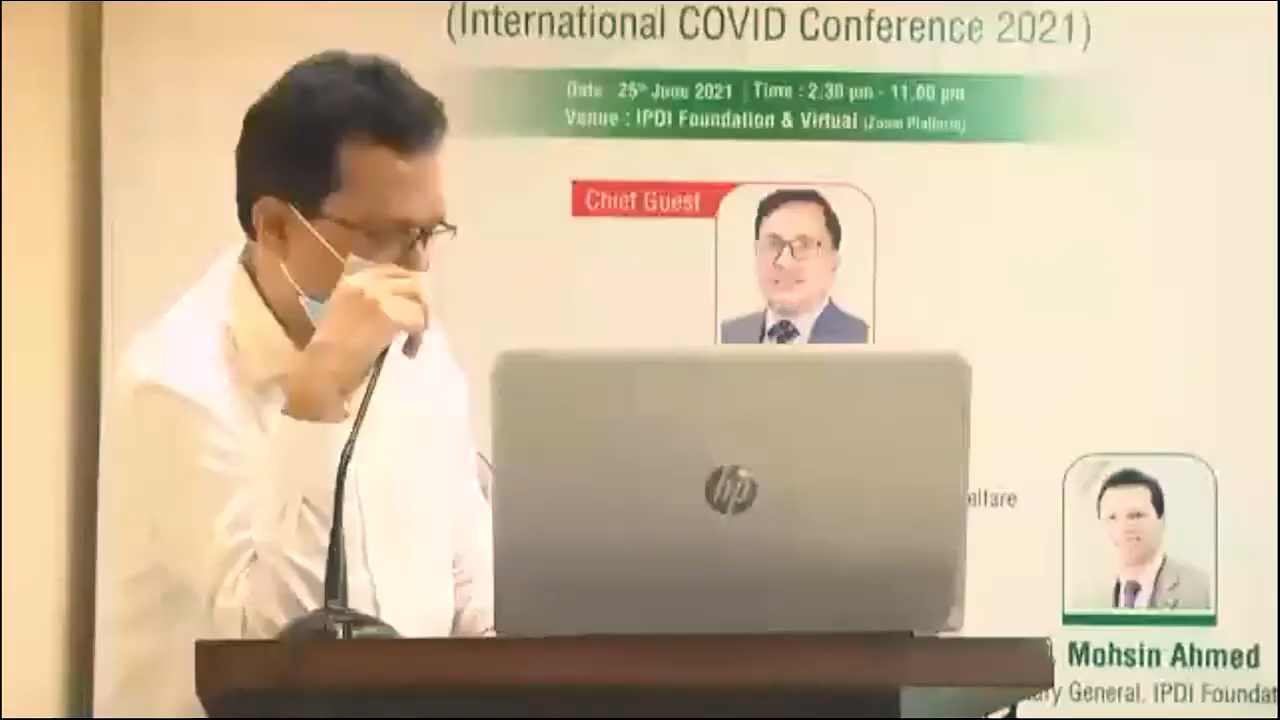 (International COVID Conference 2021)
Date : 25th June 2021 | Time : 2.30 pm - 11.00 pm
Venue : IPDI Foundation & Virtual (Zoom Platform)
Chief Guest
hp
elfare
Mohsin Ahmed
ary General, IPDI Foundat